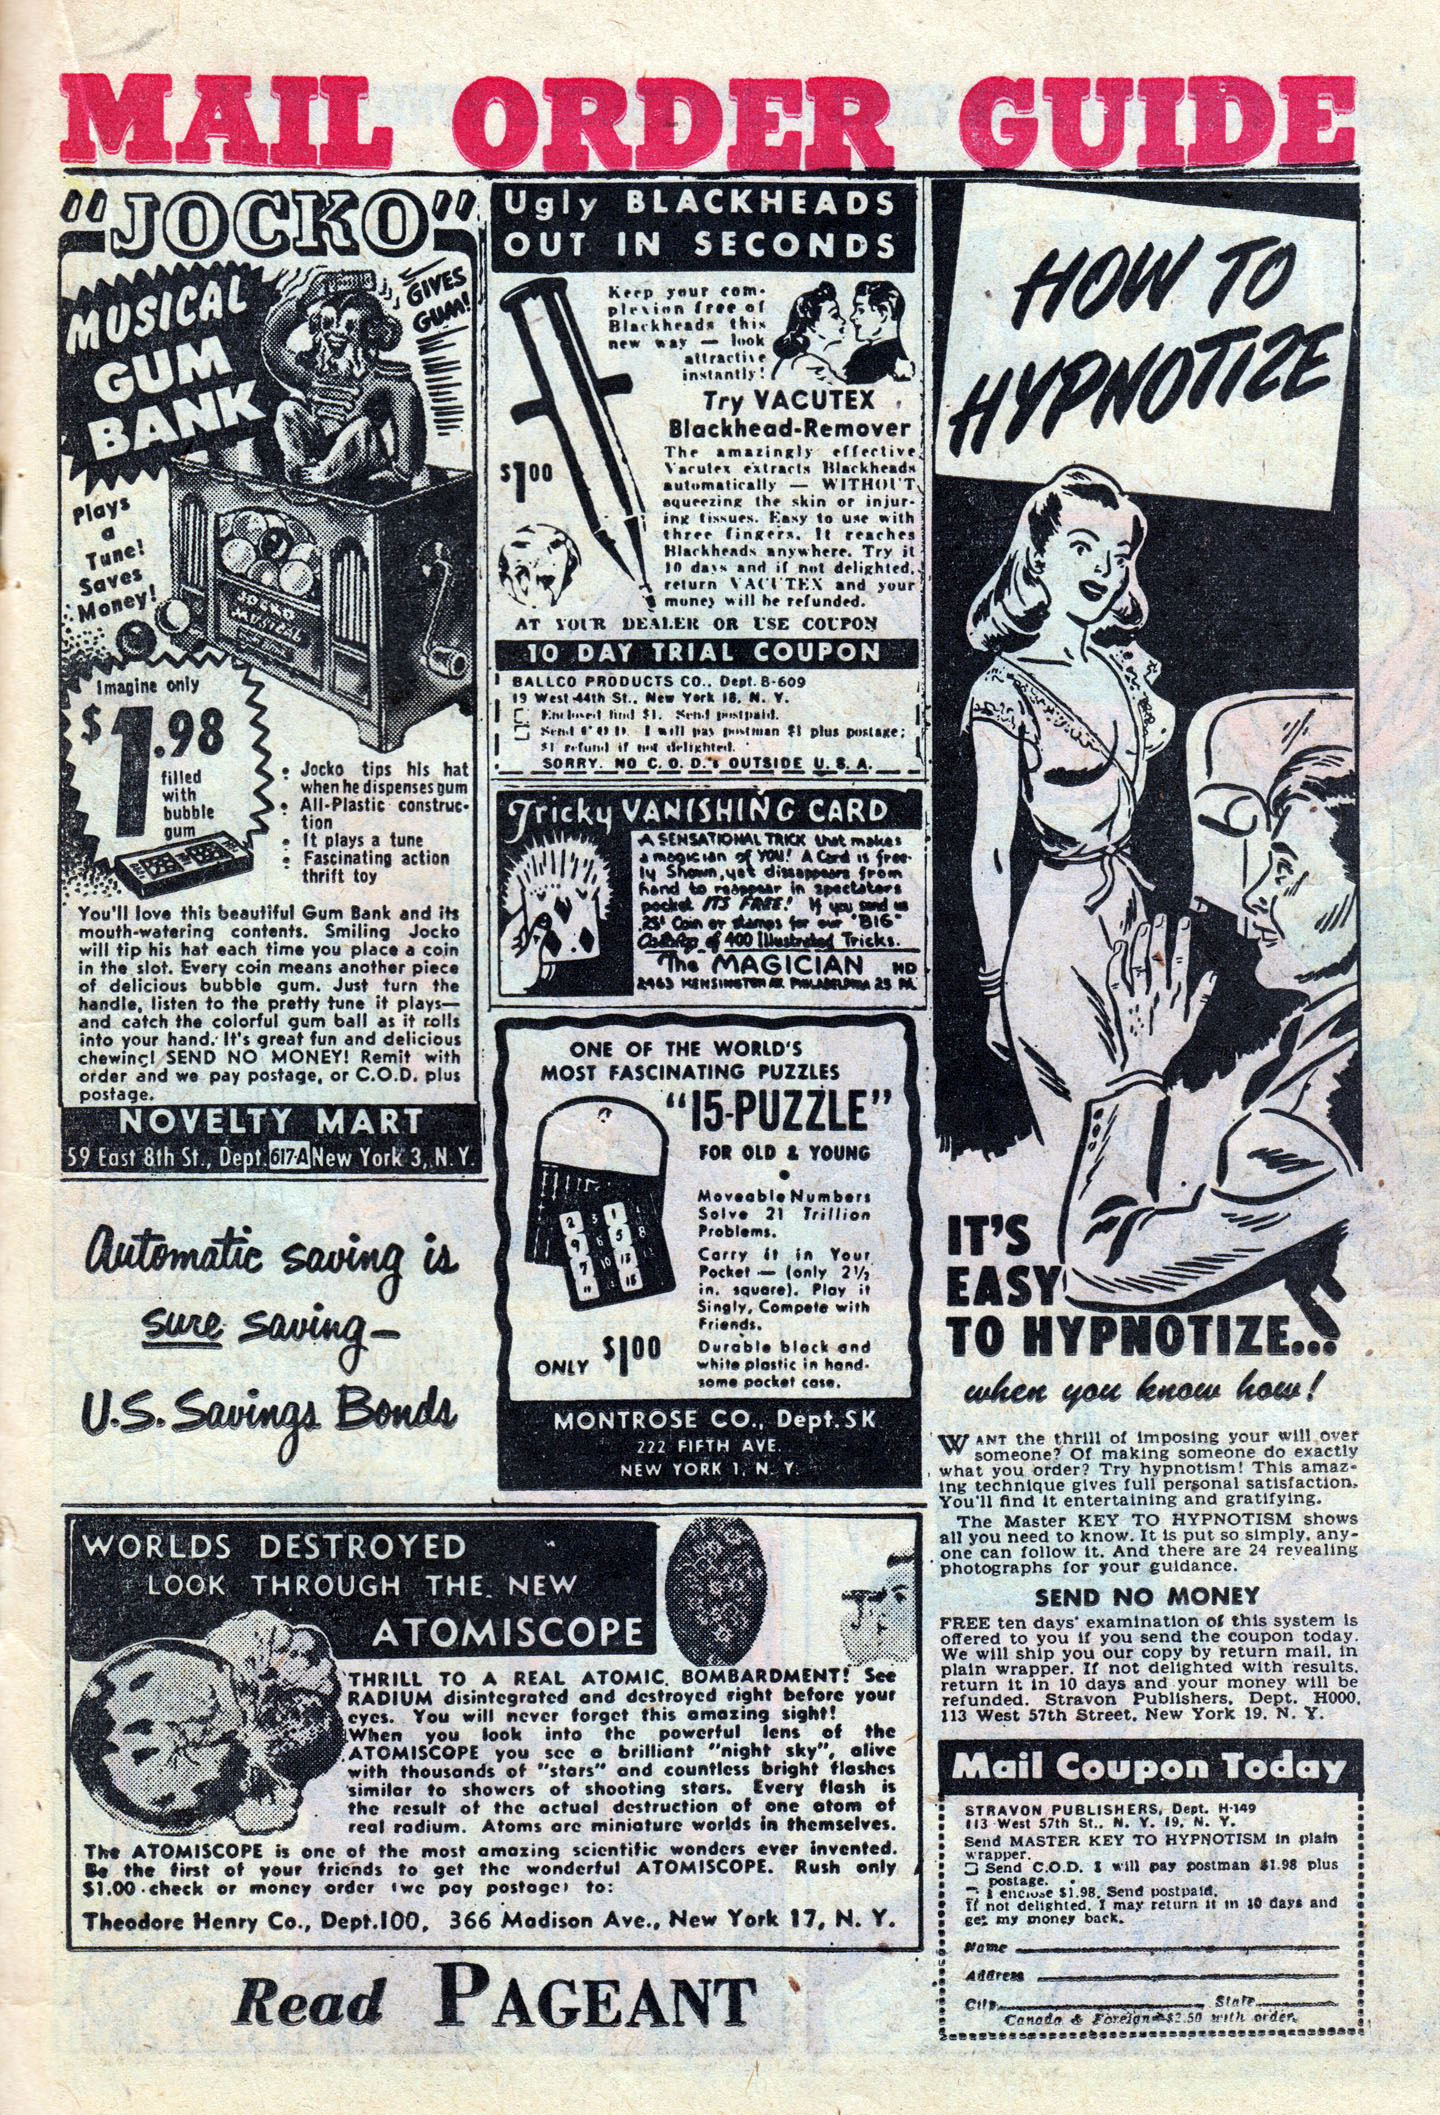 MAIL ORDER GUIDE
"JOCKO"
MUSICAL
GUM
BANK
GIVES
GUM!
Plays
a
Tune!
Saves
Money!
JOCKO
MUSICAL
Imagine only
$1.98
filled
with
bubble
gum
• Jocko tips his hat
when he dispenses gum
• All-Plastic construc-
tion
• It plays a tune
• Fascinating action
thrift toy
You'll love this beautiful Gum Bank and its
mouth-watering contents. Smiling Jocko
will tip his hat each time you place a coin
in the slot. Every coin means another piece
of delicious bubble gum. Just turn the
handle, listen to the pretty tune it plays—
and catch the colorful gum ball as it rolls
into your hand. It's great fun and delicious
chewing! SEND NO MONEY! Remit with
order and we pay postage, or C.O.D. plus
postage.
NOVELTY MART
59 East 8th St., Dept. 617-A New York 3, N.Y.
Automatic saving is
sure saving—
U.S. Savings Bonds
Ugly BLACKHEADS
OUT IN SECONDS
Keep your com-
plexion free of
Blackheads this
new way — look
attractive
instantly!
Try VACUTEX
Blackhead-Remover
$1.00
The amazingly effective
Vacutex extracts Blackheads
automatically — WITHOUT
squeezing the skin or injur-
ing tissues. Easy to use with
three fingers. It reaches
Blackheads anywhere. Try it
10 days and if not delighted,
return VACUTEX and your
money will be refunded.
AT YOUR DEALER OR USE COUPON
10 DAY TRIAL COUPON
BALLCO PRODUCTS CO., Dept. B-609
19 West 44th St., New York 18, N. Y.
Enclosed find $1. Send postpaid.
Send C.O.D. I will pay postman $1 plus postage;
$1 refund if not delighted.
SORRY. NO C.O.D.'s OUTSIDE U.S.A.
Tricky VANISHING CARD
A SENSATIONAL TRICK that makes
a magician of YOU! A Card is free-
ly Shown, yet disappears from
hand to reappear in spectators
pocket IT'S FREE! If you send us
25¢ Coin or stamps for our "BIG"
Catalog of 400 Illustrated Tricks.
The MAGICIAN HD
2463 KENSINGTON AV. PHILADELPHIA 25 PA.
ONE OF THE WORLD'S
MOST FASCINATING PUZZLES
"15-PUZZLE"
FOR OLD & YOUNG
•
Moveable Numbers
Solve 21 Trillion
Problems.
Carry it in Your
Pocket — (only 2½
in. square). Play it
Singly, Compete with
Friends.
Durable black and
white plastic in hand-
some pocket case.
ONLY $1.00
MONTROSE CO., Dept. SK
222 FIFTH AVE.
NEW YORK 1, N. Y.
WORLDS DESTROYED
LOOK THROUGH THE NEW
ATOMISCOPE
THRILL TO A REAL ATOMIC BOMBARDMENT! See
RADIUM disintegrated and destroyed right before your
eyes. You will never forget this amazing sight!
When you look into the powerful lens of the
ATOMISCOPE you see a brilliant "night sky", alive
with thousands of "stars" and countless bright flashes
similar to showers of shooting stars. Every flash is
the result of the actual destruction of one atom of
real radium. Atoms are miniature worlds in themselves.
The ATOMISCOPE is one of the most amazing scientific wonders ever invented.
Be the first of your friends to get the wonderful ATOMISCOPE. Rush only
$1.00 check or money order (we pay postage) to:
Theodore Henry Co., Dept.100, 366 Madison Ave., New York 17, N. Y.
Read PAGEANT
HOW TO
HYPNOTIZE
IT'S
EASY
TO HYPNOTIZE...
when you know how!
WANT the thrill of imposing your will over
someone? Of making someone do exactly
what you order? Try hypnotism! This amaz-
ing technique gives full personal satisfaction.
You'll find it entertaining and gratifying.
The Master KEY TO HYPNOTISM shows
all you need to know. It is put so simply, any-
one can follow it. And there are 24 revealing
photographs for your guidance.
SEND NO MONEY
FREE ten days' examination of this system is
offered to you if you send the coupon today.
We will ship you our copy by return mail, in
plain wrapper. If not delighted with results,
return it in 10 days and your money will be
refunded. Stravon Publishers, Dept. H000,
113 West 57th Street, New York 19, N. Y.
Mail Coupon Today
STRAVON PUBLISHERS, Dept. H-149
113 West 57th St., N. Y. 19, N. Y.
Send MASTER KEY TO HYPNOTISM in plain
wrapper.
Send C.O.D. I will pay postman $1.98 plus
postage.
I enclose $1.98. Send postpaid.
If not delighted, I may return it in 10 days and
get my money back.
Name
Address
City State
Canada & Foreign—$2.50 with order.